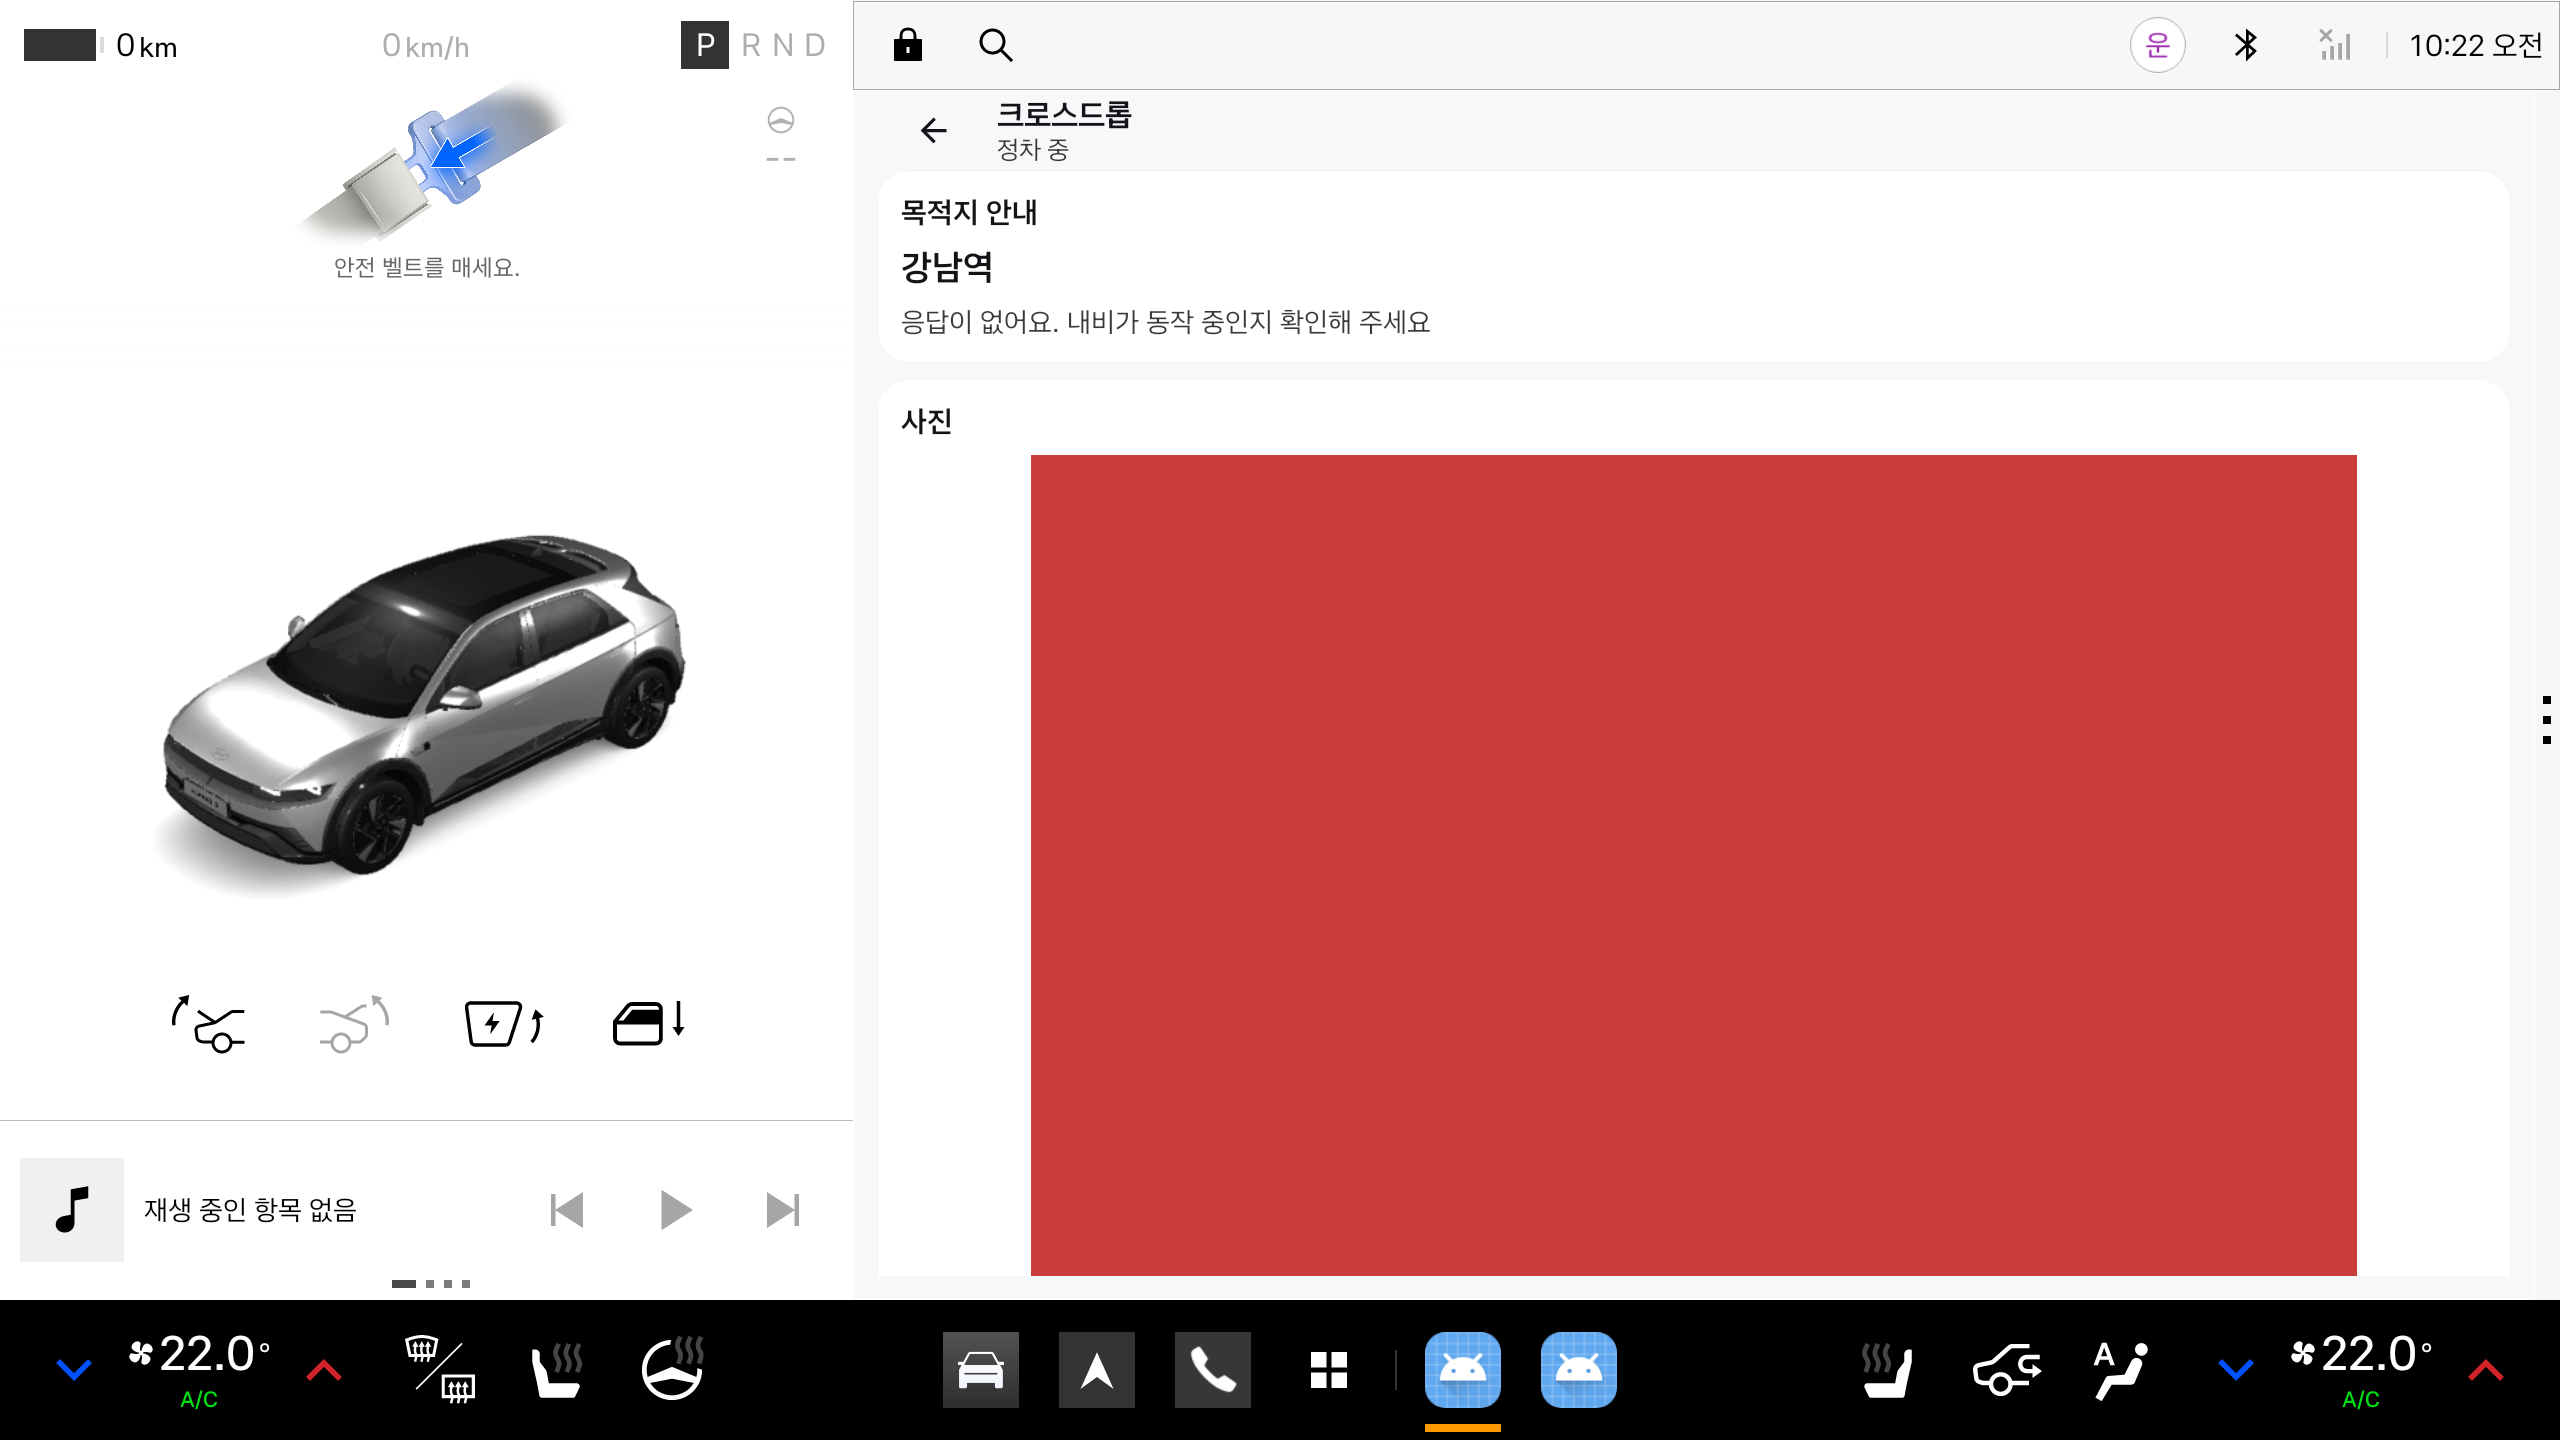 0 km
0 km/h
P R N D
운
10:22 오전
크로스드롭
정차 중
안전 벨트를 매세요.
목적지 안내
강남역
응답이 없어요. 내비가 동작 중인지 확인해 주세요
사진
재생 중인 항목 없음
22.0°
A/C
A
22.0°
A/C